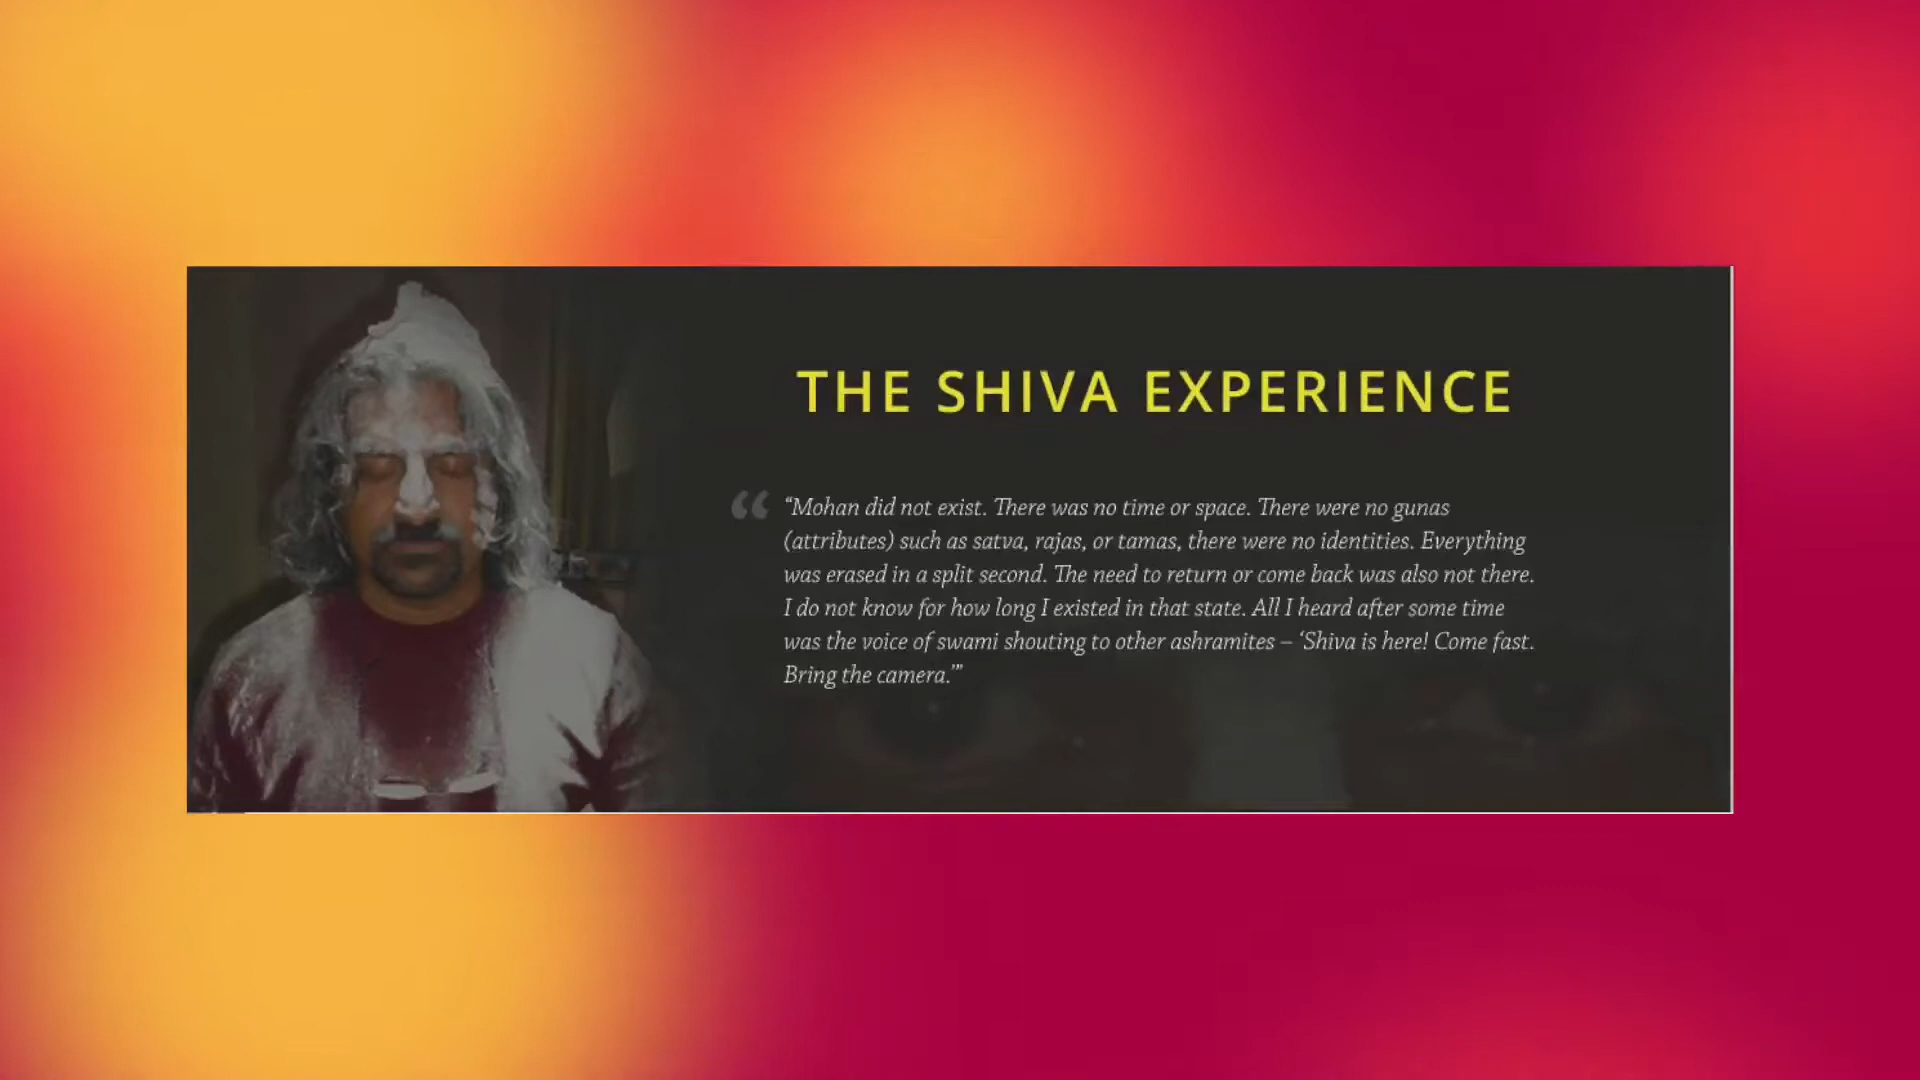 THE SHIVA EXPERIENCE
“Mohan did not exist. There was no time or space. There were no gunas
(attributes) such as satva, rajas, or tamas, there were no identities. Everything
was erased in a split second. The need to return or come back was also not there.
I do not know for how long I existed in that state. All I heard after some time
was the voice of swami shouting to other ashramites – ‘Shiva is here! Come fast.
Bring the camera.’”